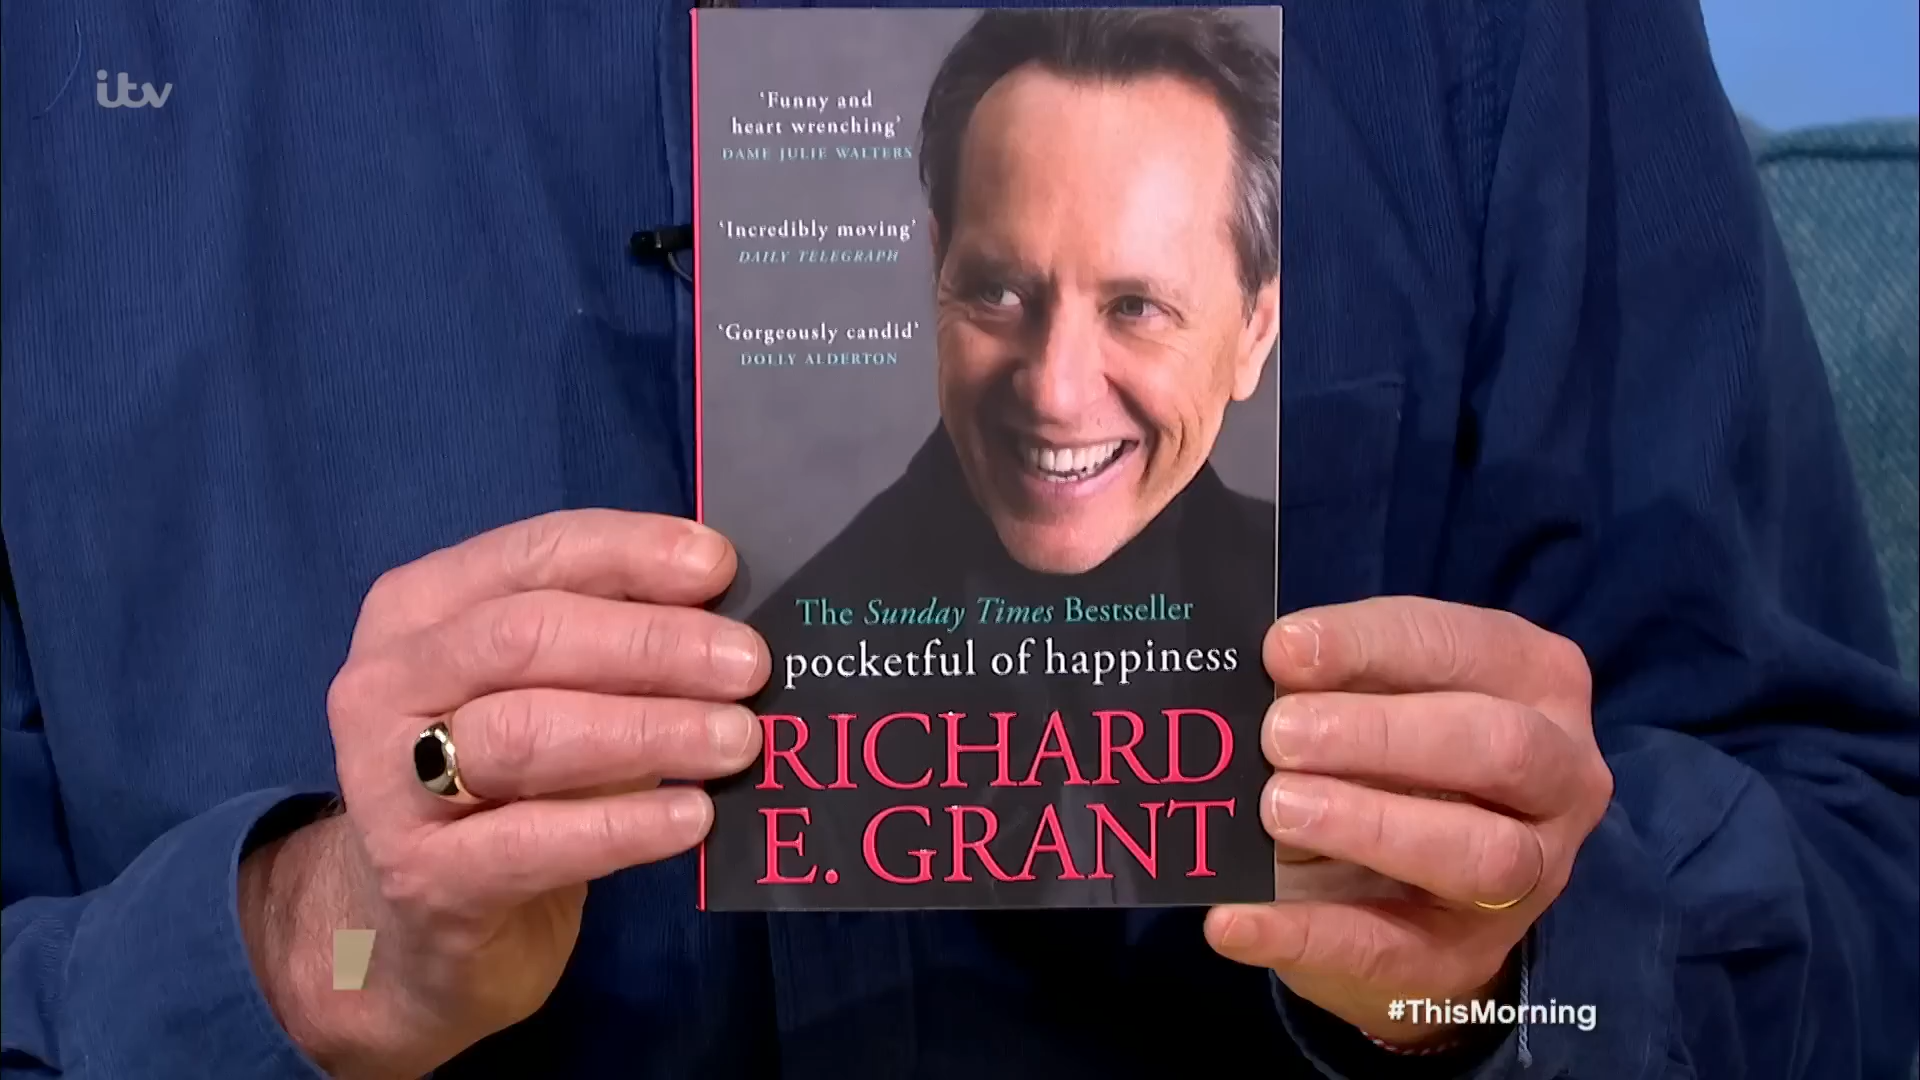 itv
‘Funny and
heart wrenching’
DAME JULIE WALTERS
‘Incredibly moving’
DAILY TELEGRAPH
‘Gorgeously candid’
DOLLY ALDERTON
The Sunday Times Bestseller
pocketful of happiness
RICHARD
E. GRANT
#ThisMorning